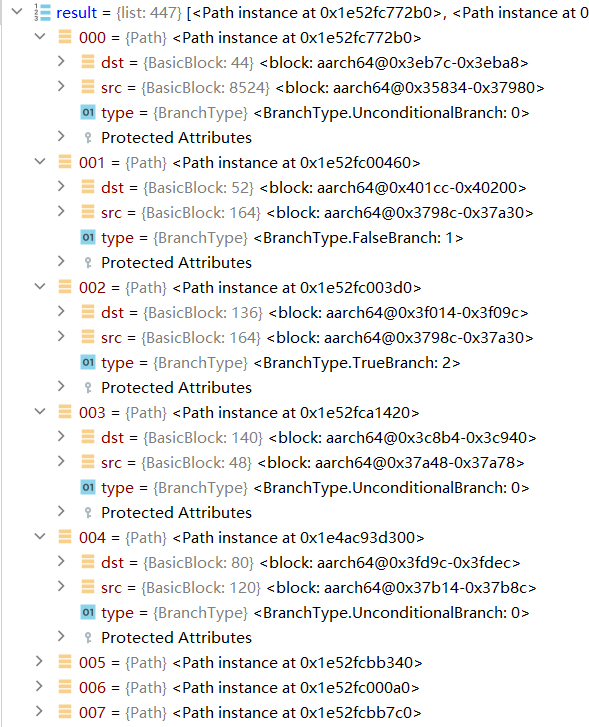 result = {list: 447} [<Path instance at 0x1e52fc772b0>, <Path instance at 0
000 = {Path} <Path instance at 0x1e52fc772b0>
dst = {BasicBlock: 44} <block: aarch64@0x3eb7c-0x3eba8>
src = {BasicBlock: 8524} <block: aarch64@0x35834-0x37980>
01 type = {BranchType} <BranchType.UnconditionalBranch: 0>
Protected Attributes
001 = {Path} <Path instance at 0x1e52fc00460>
dst = {BasicBlock: 52} <block: aarch64@0x401cc-0x40200>
src = {BasicBlock: 164} <block: aarch64@0x3798c-0x37a30>
01 type = {BranchType} <BranchType.FalseBranch: 1>
Protected Attributes
002 = {Path} <Path instance at 0x1e52fc003d0>
dst = {BasicBlock: 136} <block: aarch64@0x3f014-0x3f09c>
src = {BasicBlock: 164} <block: aarch64@0x3798c-0x37a30>
01 type = {BranchType} <BranchType.TrueBranch: 2>
Protected Attributes
003 = {Path} <Path instance at 0x1e52fca1420>
dst = {BasicBlock: 140} <block: aarch64@0x3c8b4-0x3c940>
src = {BasicBlock: 48} <block: aarch64@0x37a48-0x37a78>
01 type = {BranchType} <BranchType.UnconditionalBranch: 0>
Protected Attributes
004 = {Path} <Path instance at 0x1e4ac93d300>
dst = {BasicBlock: 80} <block: aarch64@0x3fd9c-0x3fdec>
src = {BasicBlock: 120} <block: aarch64@0x37b14-0x37b8c>
01 type = {BranchType} <BranchType.UnconditionalBranch: 0>
Protected Attributes
005 = {Path} <Path instance at 0x1e52fcbb340>
006 = {Path} <Path instance at 0x1e52fc000a0>
007 = {Path} <Path instance at 0x1e52fcbb7c0>